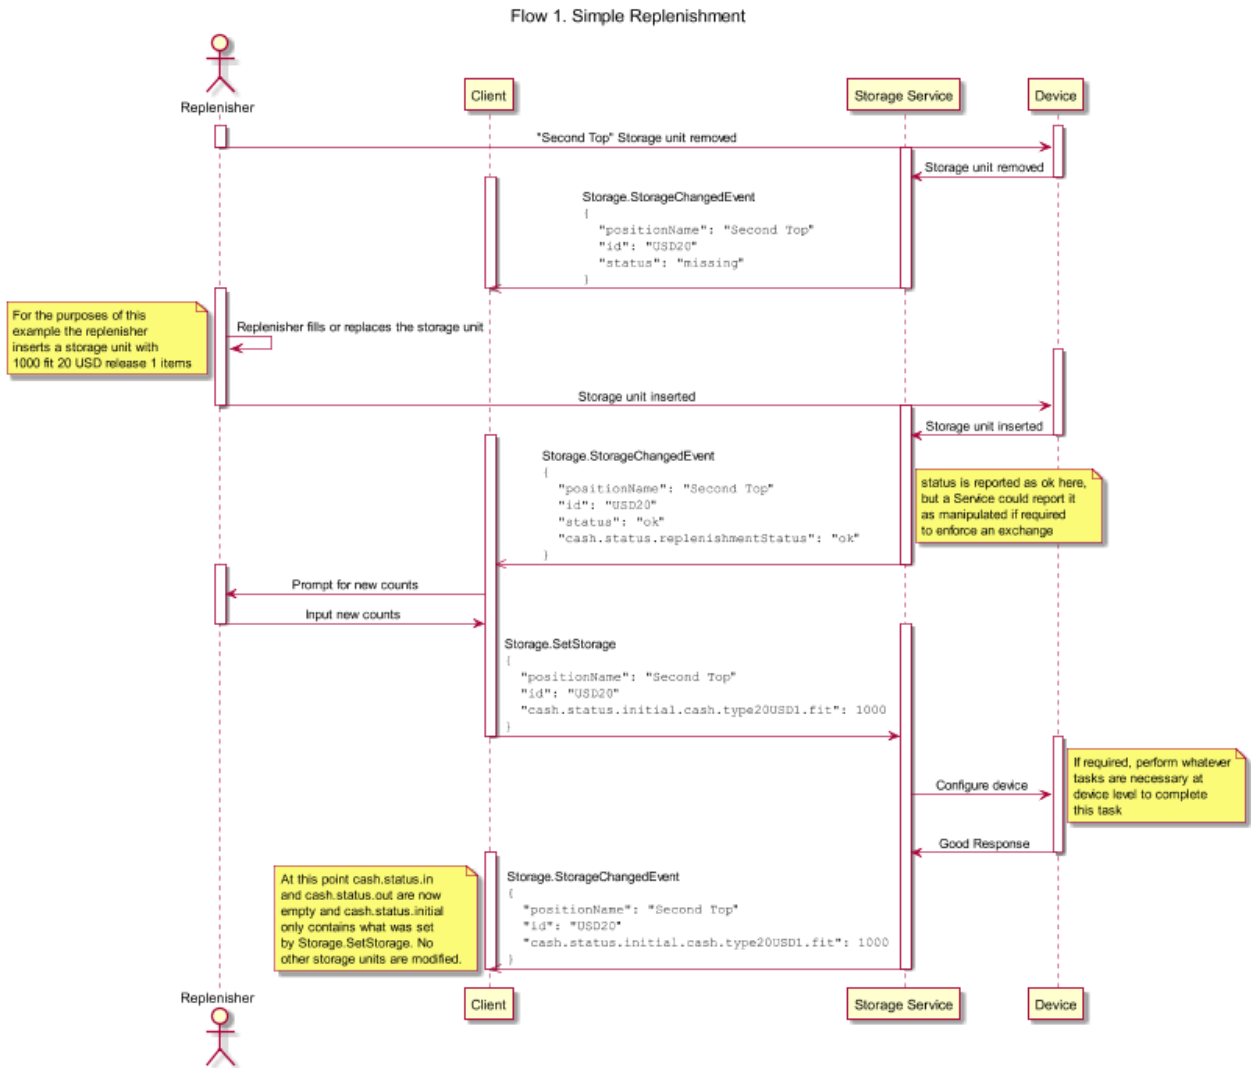 Flow 1. Simple Replenishment
Replenisher
Client
Storage Service
Device
"Second Top" Storage unit removed
Storage unit removed
Storage.StorageChangedEvent
{
"positionName": "Second Top"
"id": "USD20"
"status": "missing"
}
For the purposes of this
example the replenisher
inserts a storage unit with
1000 fit 20 USD release 1 items
Replenisher fills or replaces the storage unit
Storage unit inserted
Storage unit inserted
Storage.StorageChangedEvent
{
"positionName": "Second Top"
"id": "USD20"
"status": "ok"
"cash.status.replenishmentStatus": "ok"
}
status is reported as ok here,
but a Service could report it
as manipulated if required
to enforce an exchange
Prompt for new counts
Input new counts
Storage.SetStorage
{
"positionName": "Second Top"
"id": "USD20"
"cash.status.initial.cash.type20USD1.fit": 1000
}
Configure device
If required, perform whatever
tasks are necessary at
device level to complete
this task
Good Response
At this point cash.status.in
and cash.status.out are now
empty and cash.status.initial
only contains what was set
by Storage.SetStorage. No
other storage units are modified.
Storage.StorageChangedEvent
{
"positionName": "Second Top"
"id": "USD20"
"cash.status.initial.cash.type20USD1.fit": 1000
}
Replenisher
Client
Storage Service
Device